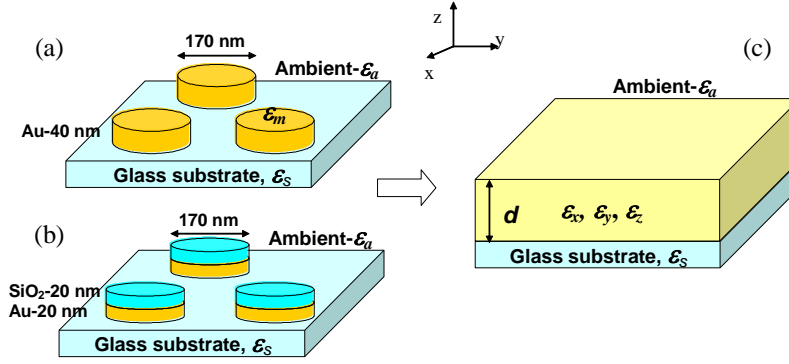 (a)
170 nm
Ambient-εa
Au-40 nm
εm
Glass substrate, εS
(b)
170 nm
Ambient-εa
SiO2-20 nm
Au-20 nm
Glass substrate, εS
z
y
x
(c)
Ambient-εa
d
εx, εy, εz
Glass substrate, εS